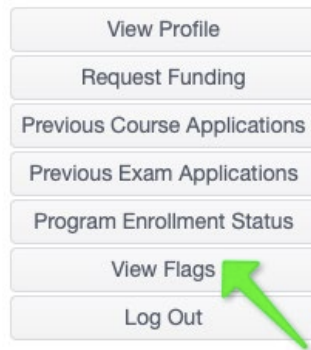 View Profile
Request Funding
Previous Course Applications
Previous Exam Applications
Program Enrollment Status
View Flags
Log Out